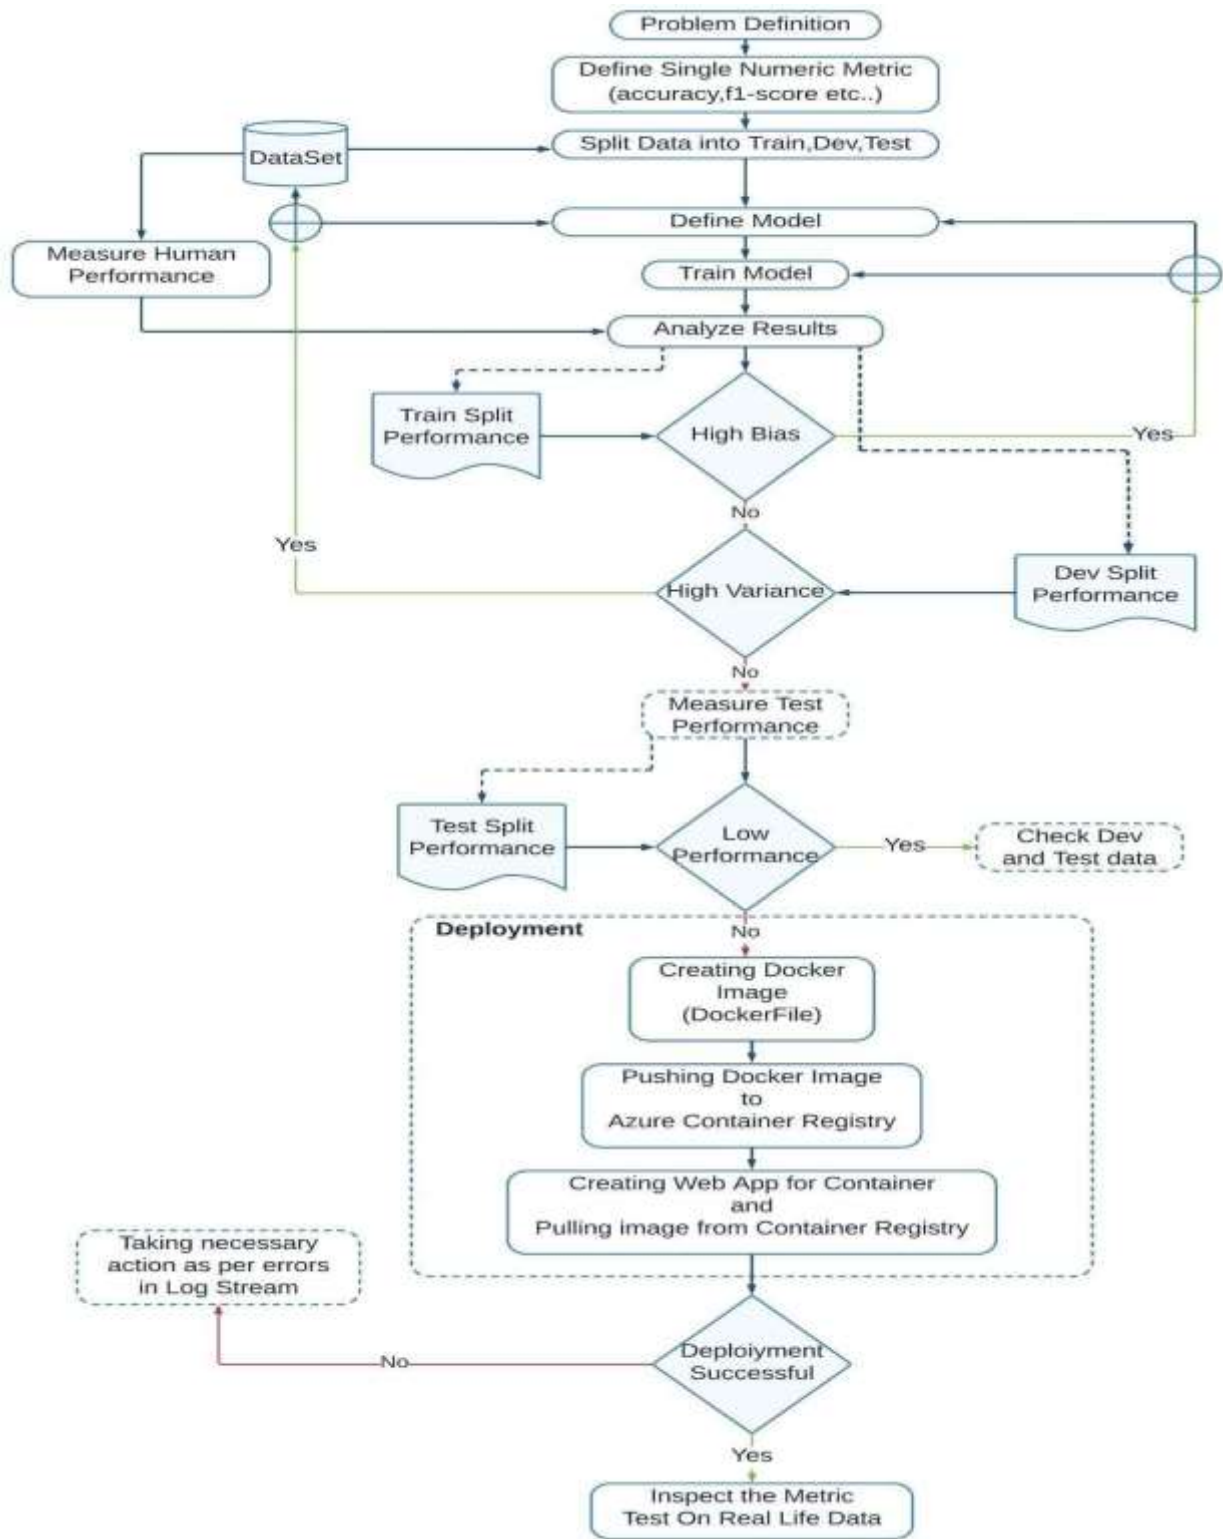 Problem Definition
Define Single Numeric Metric
(accuracy,f1-score etc..)
DataSet
Split Data into Train,Dev,Test
Define Model
Measure Human
Performance
Train Model
Analyze Results
Train Split
Performance
High Bias
Yes
No
Yes
High Variance
Dev Split
Performance
No
Measure Test
Performance
Test Split
Performance
Low
Performance
Yes
Check Dev
and Test data
Deployment
No
Creating Docker
Image
(DockerFile)
Pushing Docker Image
to
Azure Container Registry
Creating Web App for Container
and
Pulling image from Container Registry
Taking necessary
action as per errors
in Log Stream
No
Deploiyment
Successful
Yes
Inspect the Metric
Test On Real Life Data